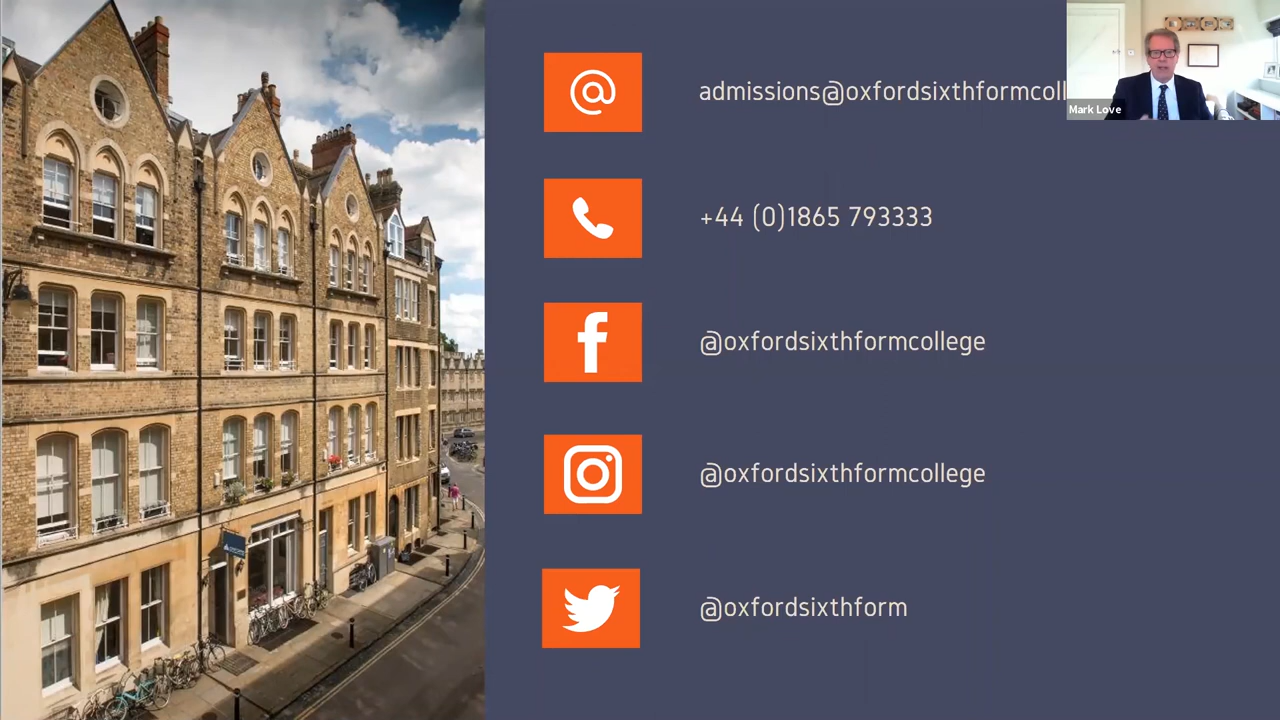 admissions@oxfordsixthformcoll
Mark Love
+44 (0)1865 793333
@oxfordsixthformcollege
@oxfordsixthformcollege
@oxfordsixthform